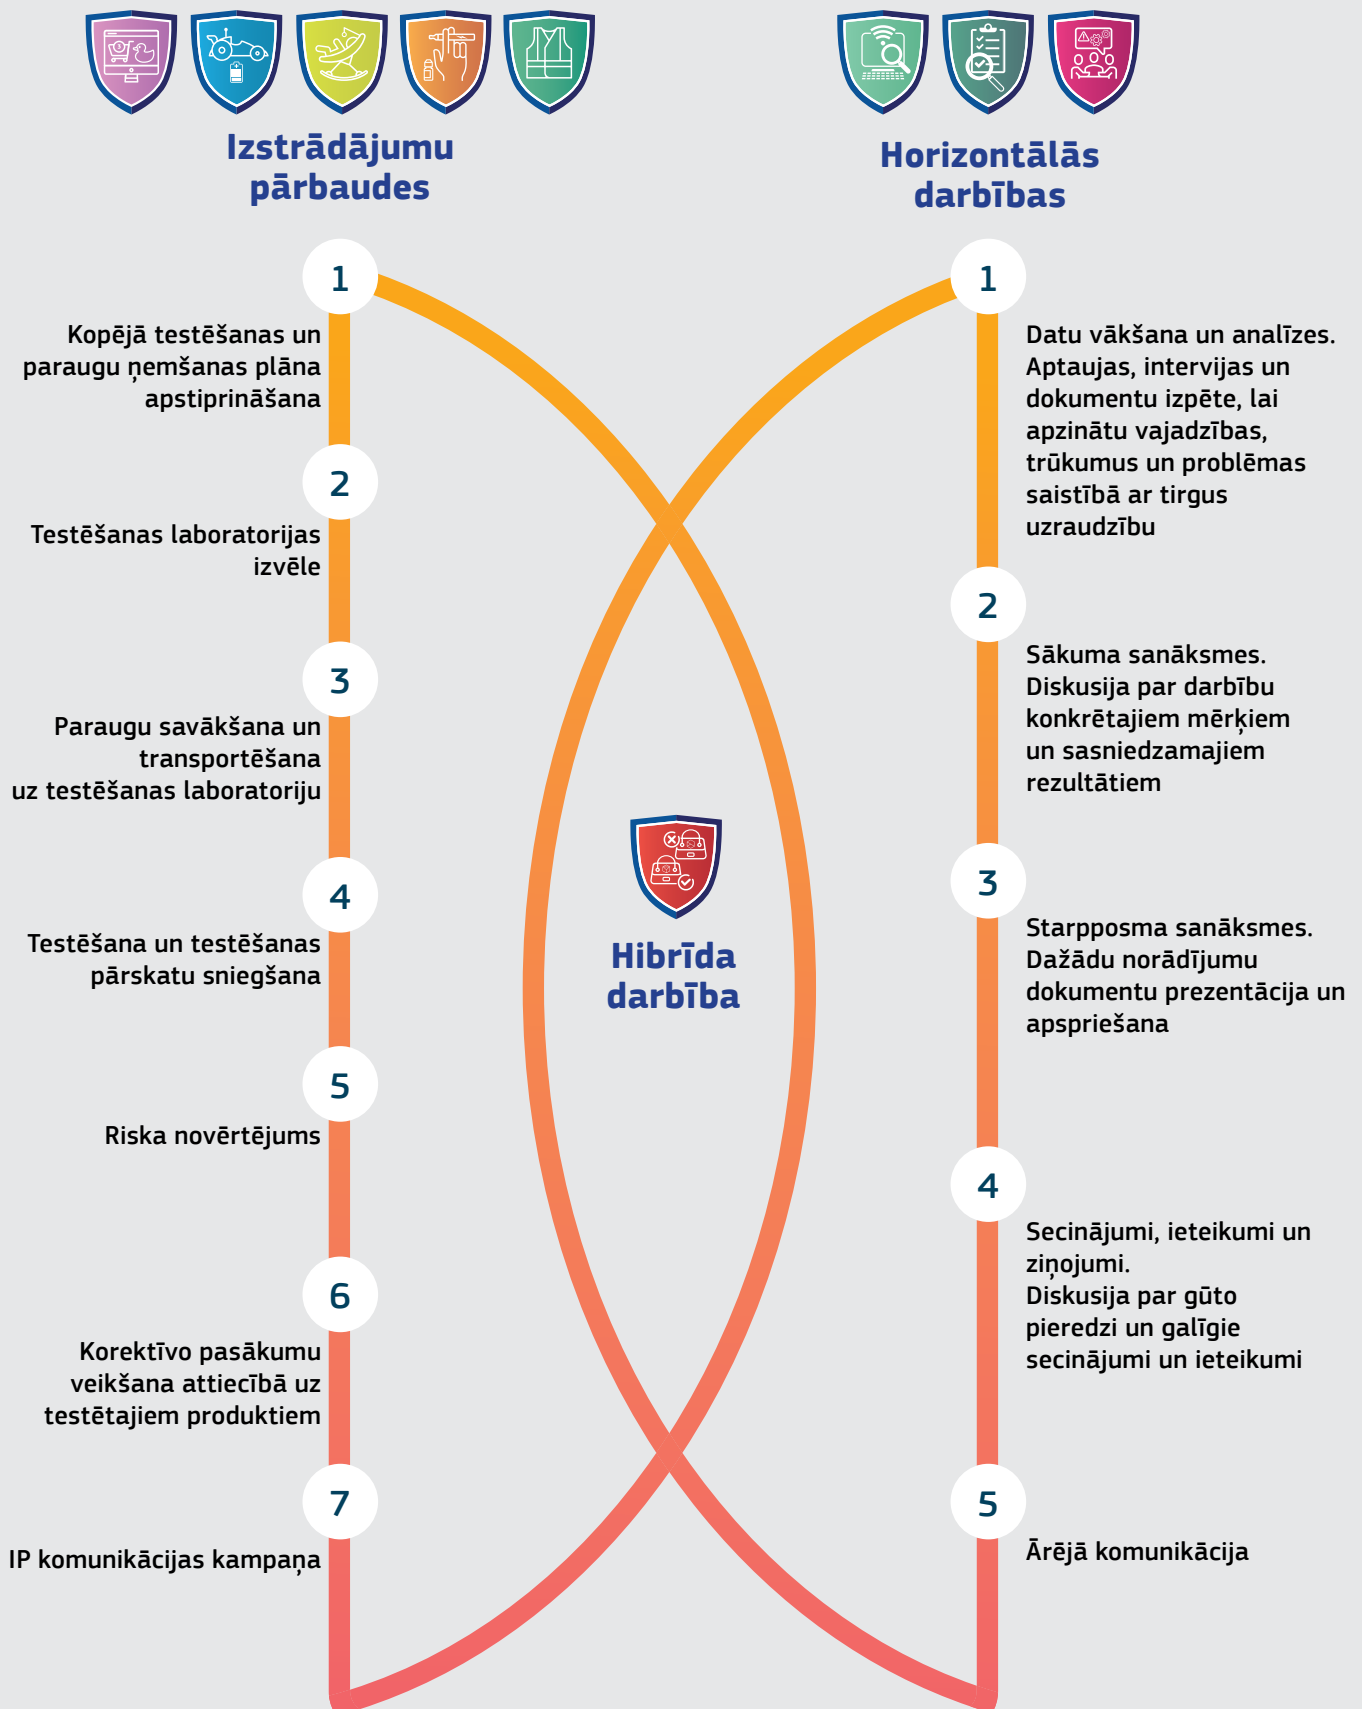 Izstrādājumu
pārbaudes
1
Kopējā testēšanas un
paraugu ņemšanas plāna
apstiprināšana
2
Testēšanas laboratorijas
izvēle
3
Paraugu savākšana un
transportēšana
uz testēšanas laboratoriju
4
Testēšana un testēšanas
pārskatu sniegšana
5
Riska novērtējums
6
Korektīvo pasākumu
veikšana attiecībā uz
testētajiem produktiem
7
IP komunikācijas kampaņa
Hibrīda
darbība
Horizontālās
darbības
1
Datu vākšana un analīzes.
Aptaujas, intervijas un
dokumentu izpēte, lai
apzinātu vajadzības,
trūkumus un problēmas
saistībā ar tirgus
uzraudzību
2
Sākuma sanāksmes.
Diskusija par darbību
konkrētajiem mērķiem
un sasniedzamajiem
rezultātiem
3
Starpposma sanāksmes.
Dažādu norādījumu
dokumentu prezentācija un
apspriešana
4
Secinājumi, ieteikumi un
ziņojumi.
Diskusija par gūto
pieredzi un galīgie
secinājumi un ieteikumi
5
Ārējā komunikācija